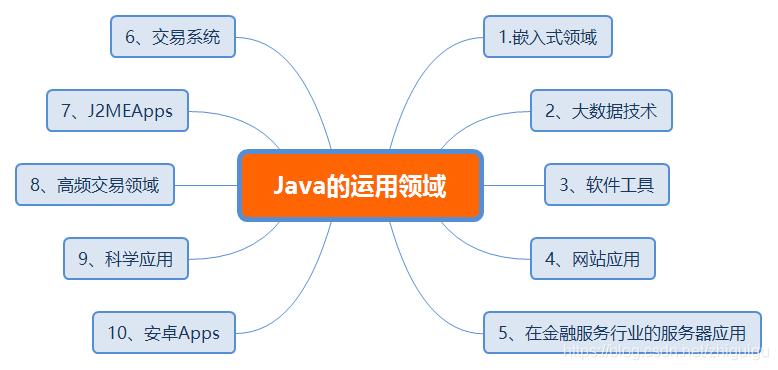 Java的运用领域
1.嵌入式领域
2、大数据技术
3、软件工具
4、网站应用
5、在金融服务行业的服务器应用
6、交易系统
7、J2MEApps
8、高频交易领域
9、科学应用
10、安卓Apps
https://blog.csdn.net/zhiguigu